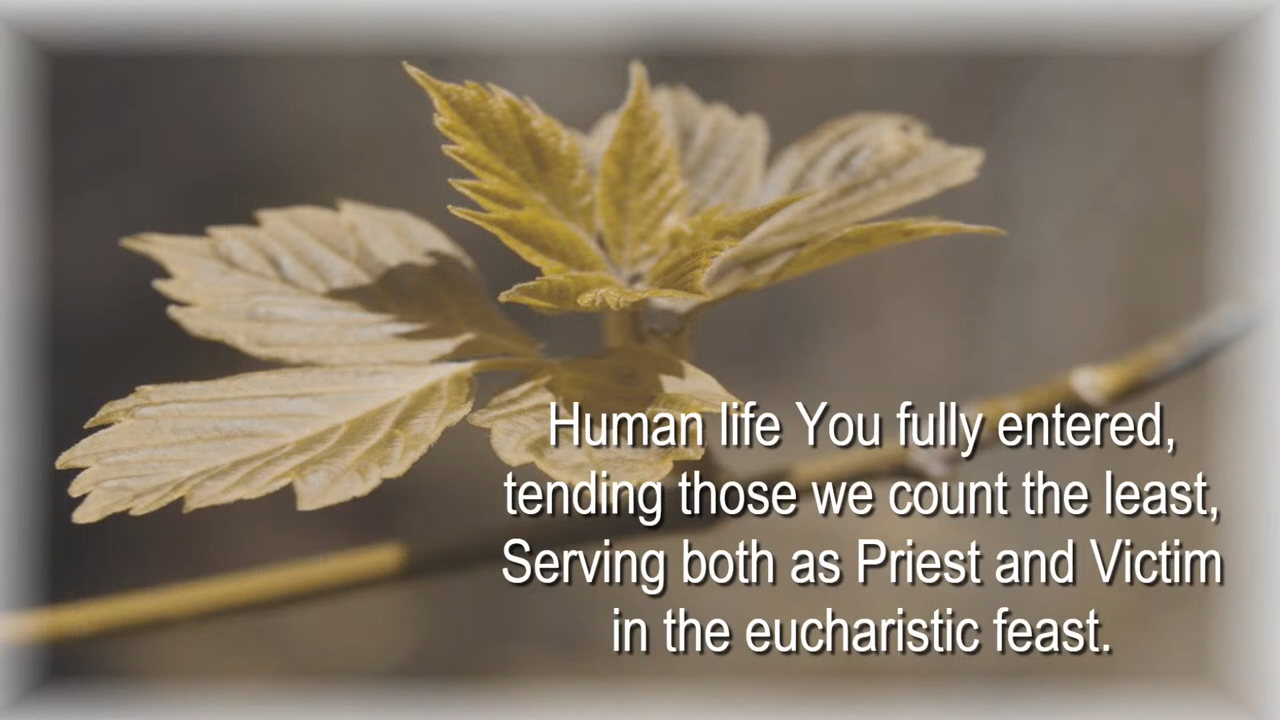 Human life You fully entered,
tending those we count the least,
Serving both as Priest and Victim
in the eucharistic feast.